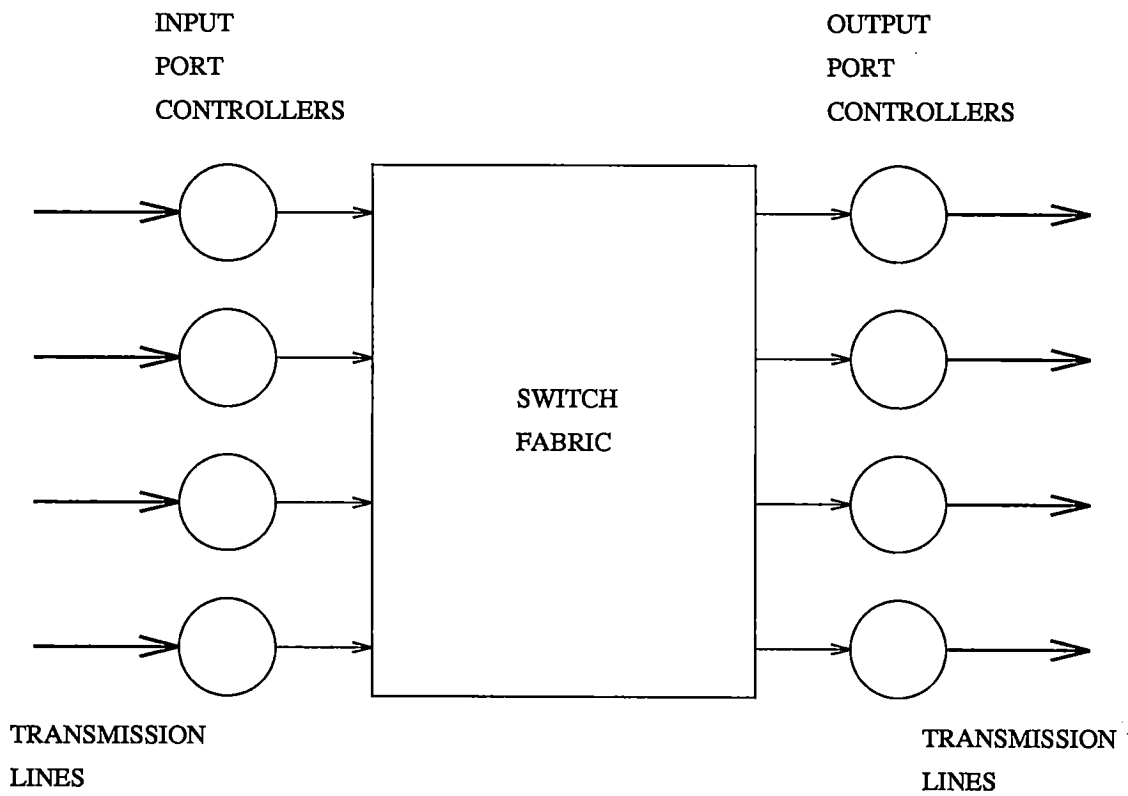 INPUT
PORT
CONTROLLERS
OUTPUT
PORT
CONTROLLERS
SWITCH
FABRIC
TRANSMISSION
LINES
TRANSMISSION
LINES